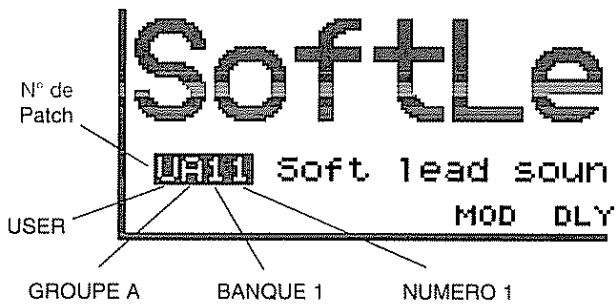 SoftLe
N° de
Patch
UA11 Soft lead soun
USER
MOD DLY
GROUPE A BANQUE 1 NUMERO 1